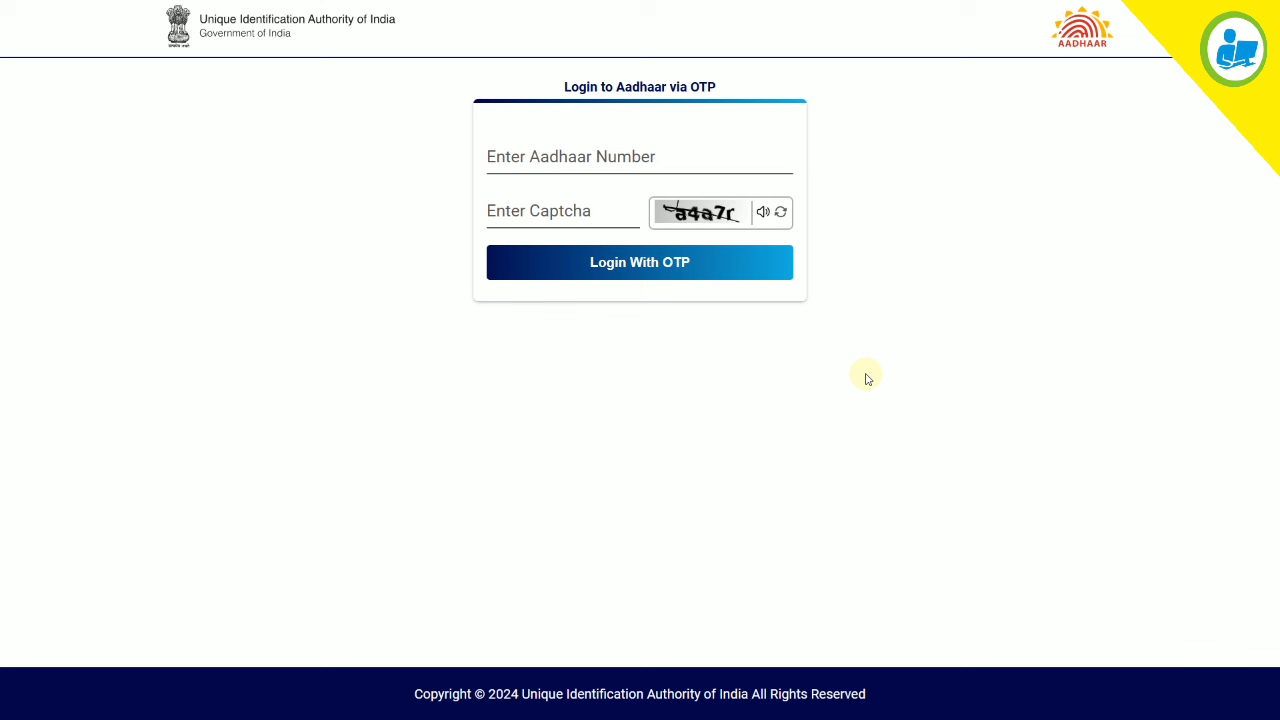 Unique Identification Authority of India
Government of India
AADHAAR
Login to Aadhaar via OTP
Enter Aadhaar Number
Enter Captcha
a4a7r
Login With OTP
Copyright © 2024 Unique Identification Authority of India All Rights Reserved